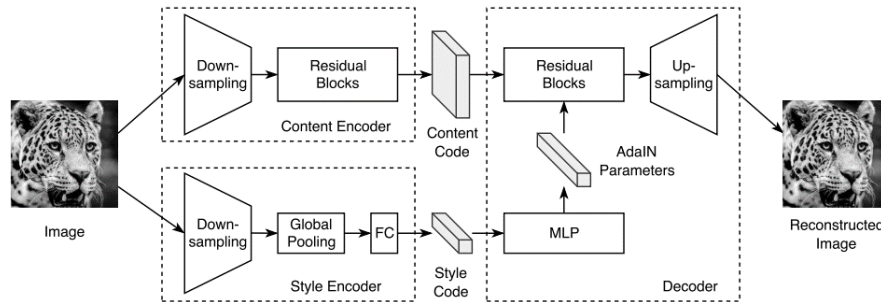 Image
Down-
sampling
Residual
Blocks
Content Encoder
Content
Code
Down-
sampling
Global
Pooling
FC
Style Encoder
Style
Code
Residual
Blocks
Up-
sampling
AdaIN
Parameters
MLP
Decoder
Reconstructed
Image